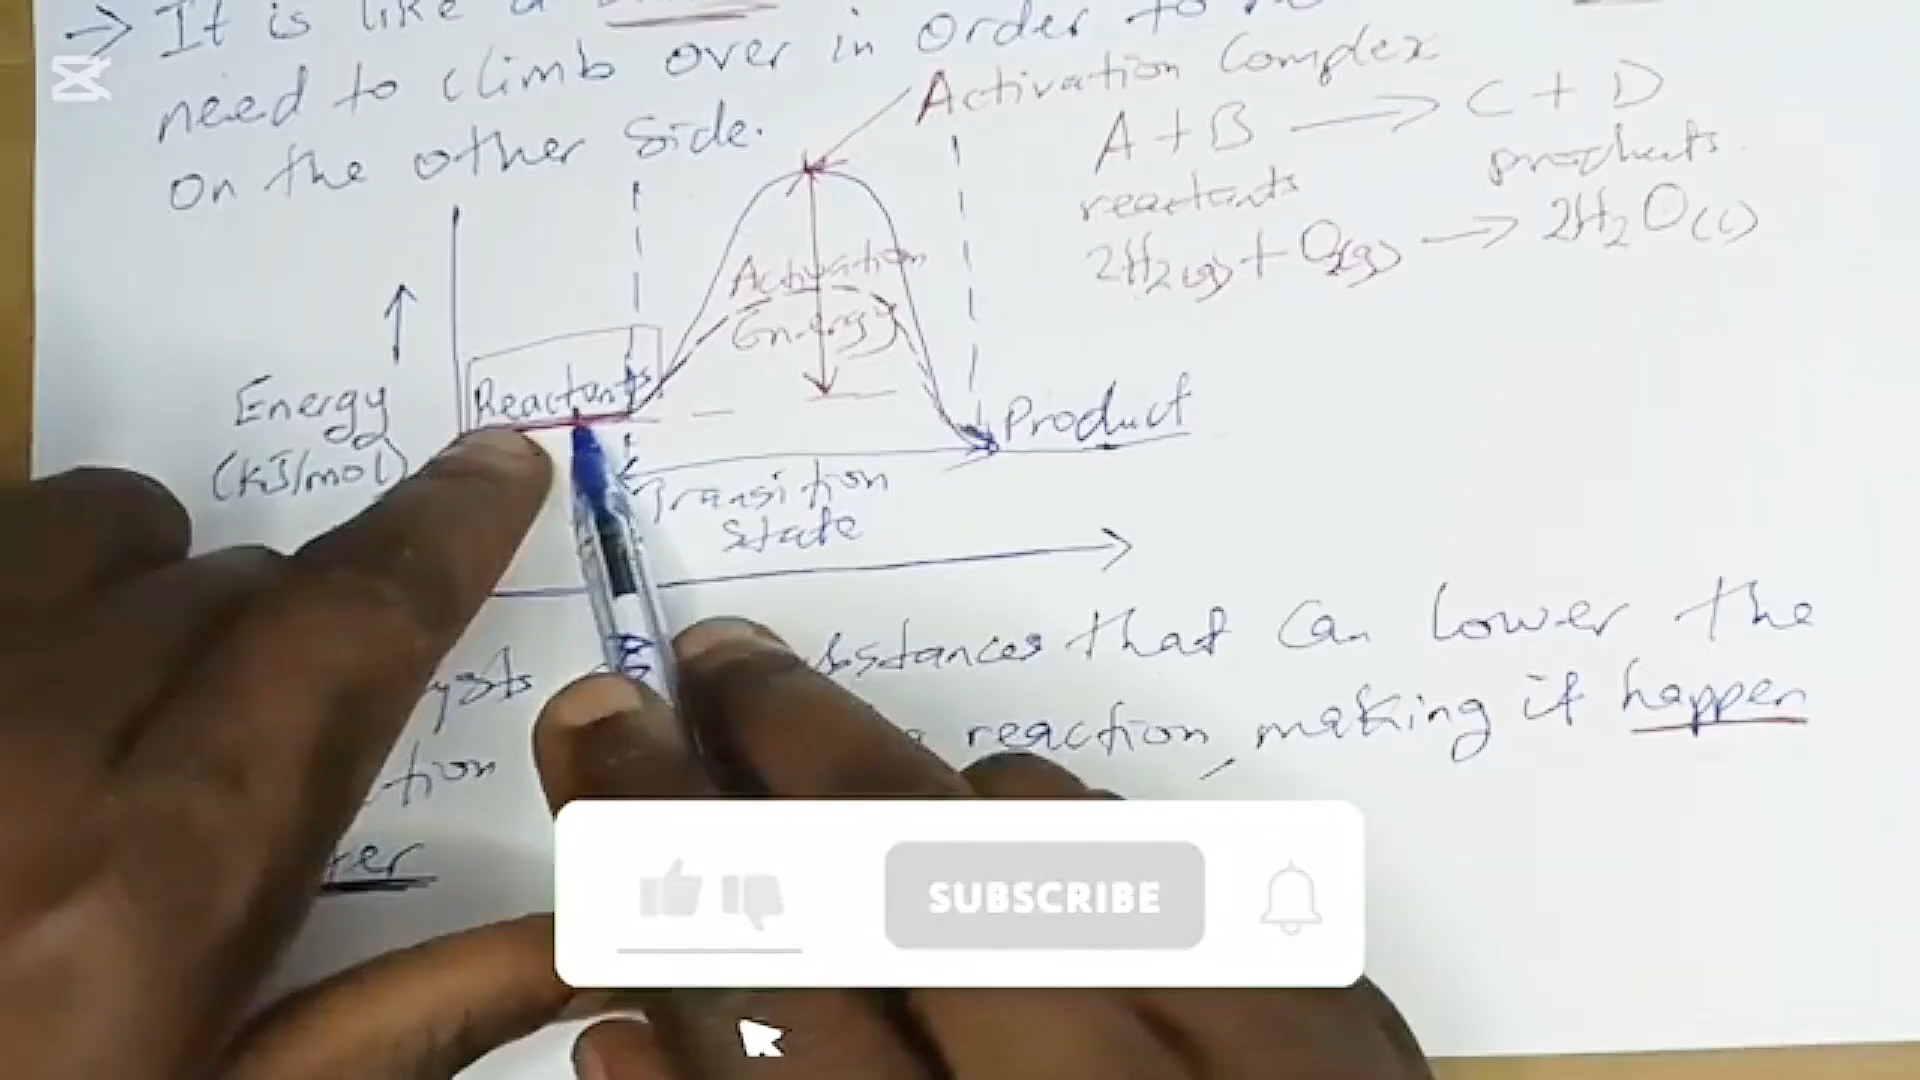 → It is like a
need to climb over in order to
on the other side.
Activation Complex
A + B → C + D
reactants
products.
2H2(g) + O2(g) → 2H2O(l)
Activation
Energy
Reactants
Energy
(kJ/mol)
Product
Transition
State
substances that can lower the
reaction, making it happen
SUBSCRIBE